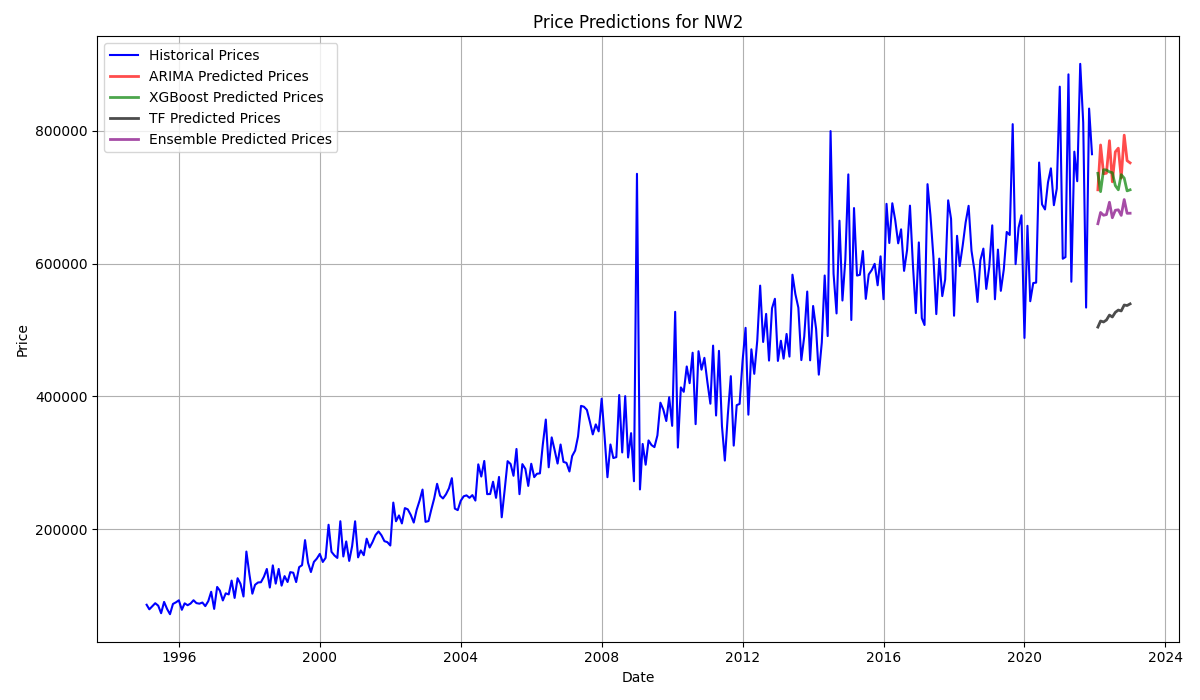 Price Predictions for NW2
Historical Prices
ARIMA Predicted Prices
XGBoost Predicted Prices
TF Predicted Prices
Ensemble Predicted Prices
800000
600000
400000
200000
Price
1996 2000 2004 2008 2012 2016 2020 2024
Date